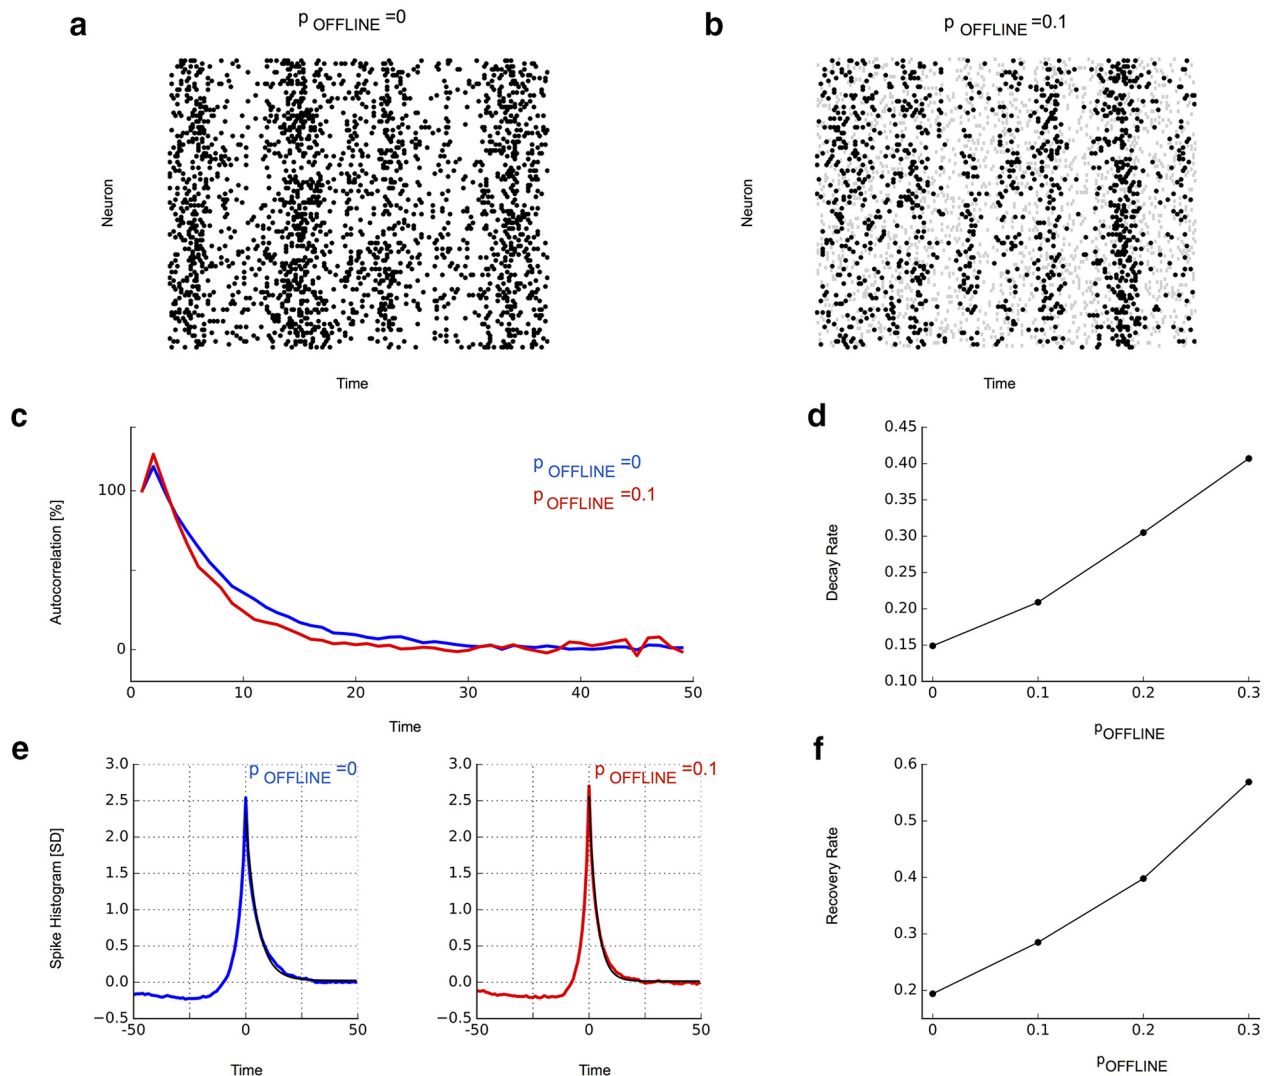 a
p OFFLINE =0
Neuron
Time
b
p OFFLINE =0.1
Neuron
Time
c
Autocorrelation [%]
100
0
0 10 20 30 40 50
Time
p OFFLINE =0
p OFFLINE =0.1
d
Decay Rate
0.45
0.40
0.35
0.30
0.25
0.20
0.15
0.10
0 0.1 0.2 0.3
pOFFLINE
e
Spike Histogram [SD]
p OFFLINE =0
3.0
2.5
2.0
1.5
1.0
0.5
0.0
−0.5
-50 0 50
Time
p OFFLINE =0.1
3.0
2.5
2.0
1.5
1.0
0.5
0.0
−0.5
-50 0 50
Time
f
Recovery Rate
0.6
0.5
0.4
0.3
0.2
0 0.1 0.2 0.3
pOFFLINE